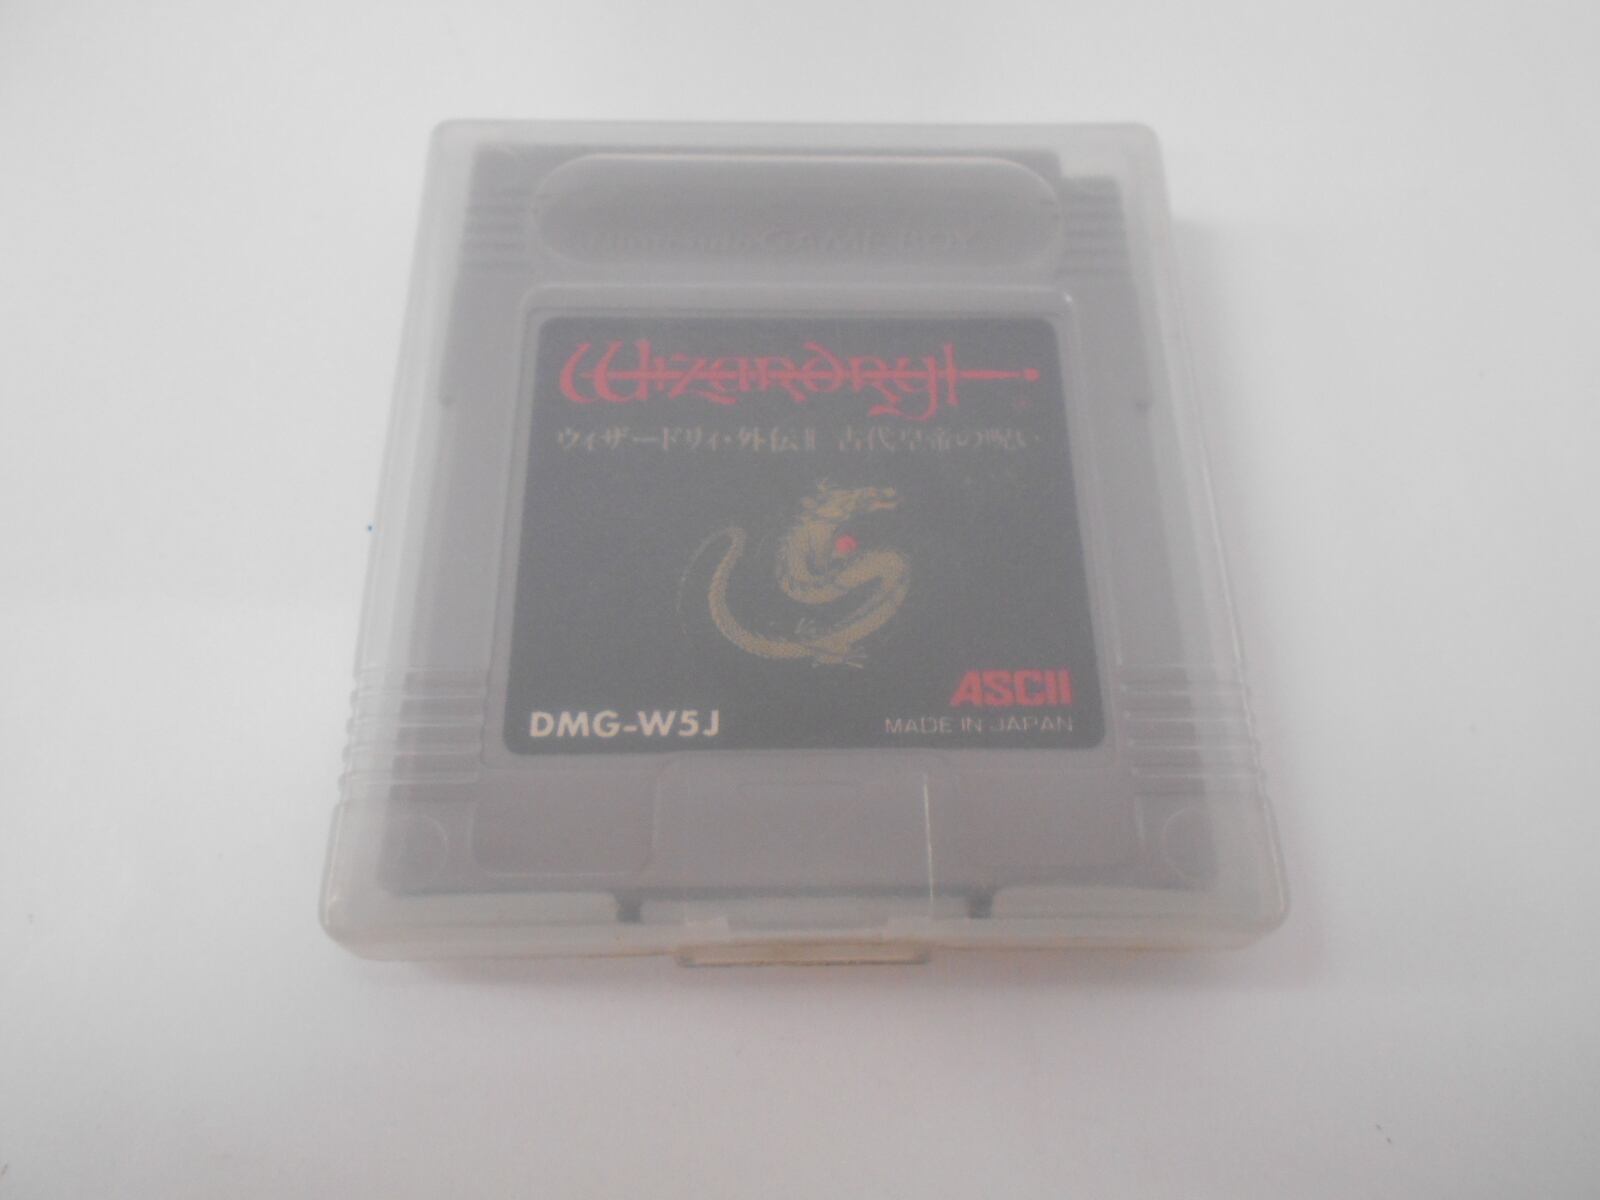 Nintendo GAME BOY
Wizardry
ウィザードリィ・外伝II 古代皇帝の呪い
ASCII
DMG-W5J
MADE IN JAPAN